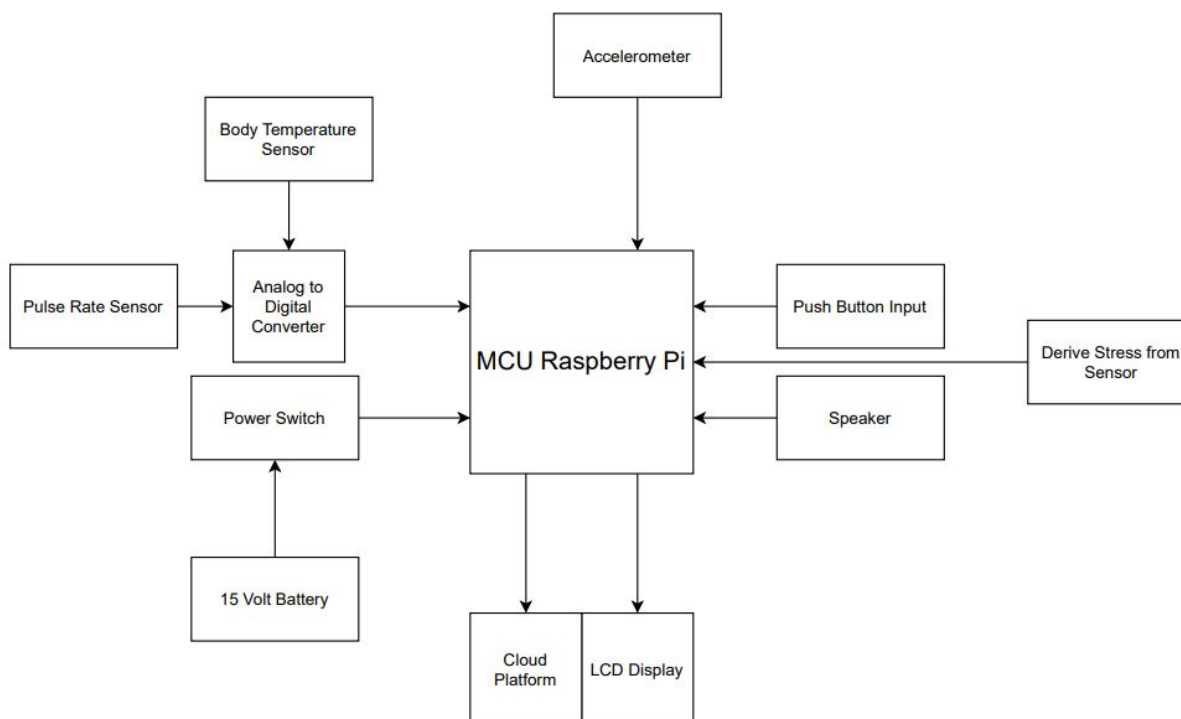 Accelerometer
Body Temperature
Sensor
Pulse Rate Sensor
Analog to
Digital
Converter
MCU Raspberry Pi
Push Button Input
Derive Stress from
Sensor
Power Switch
Speaker
15 Volt Battery
Cloud
Platform
LCD Display